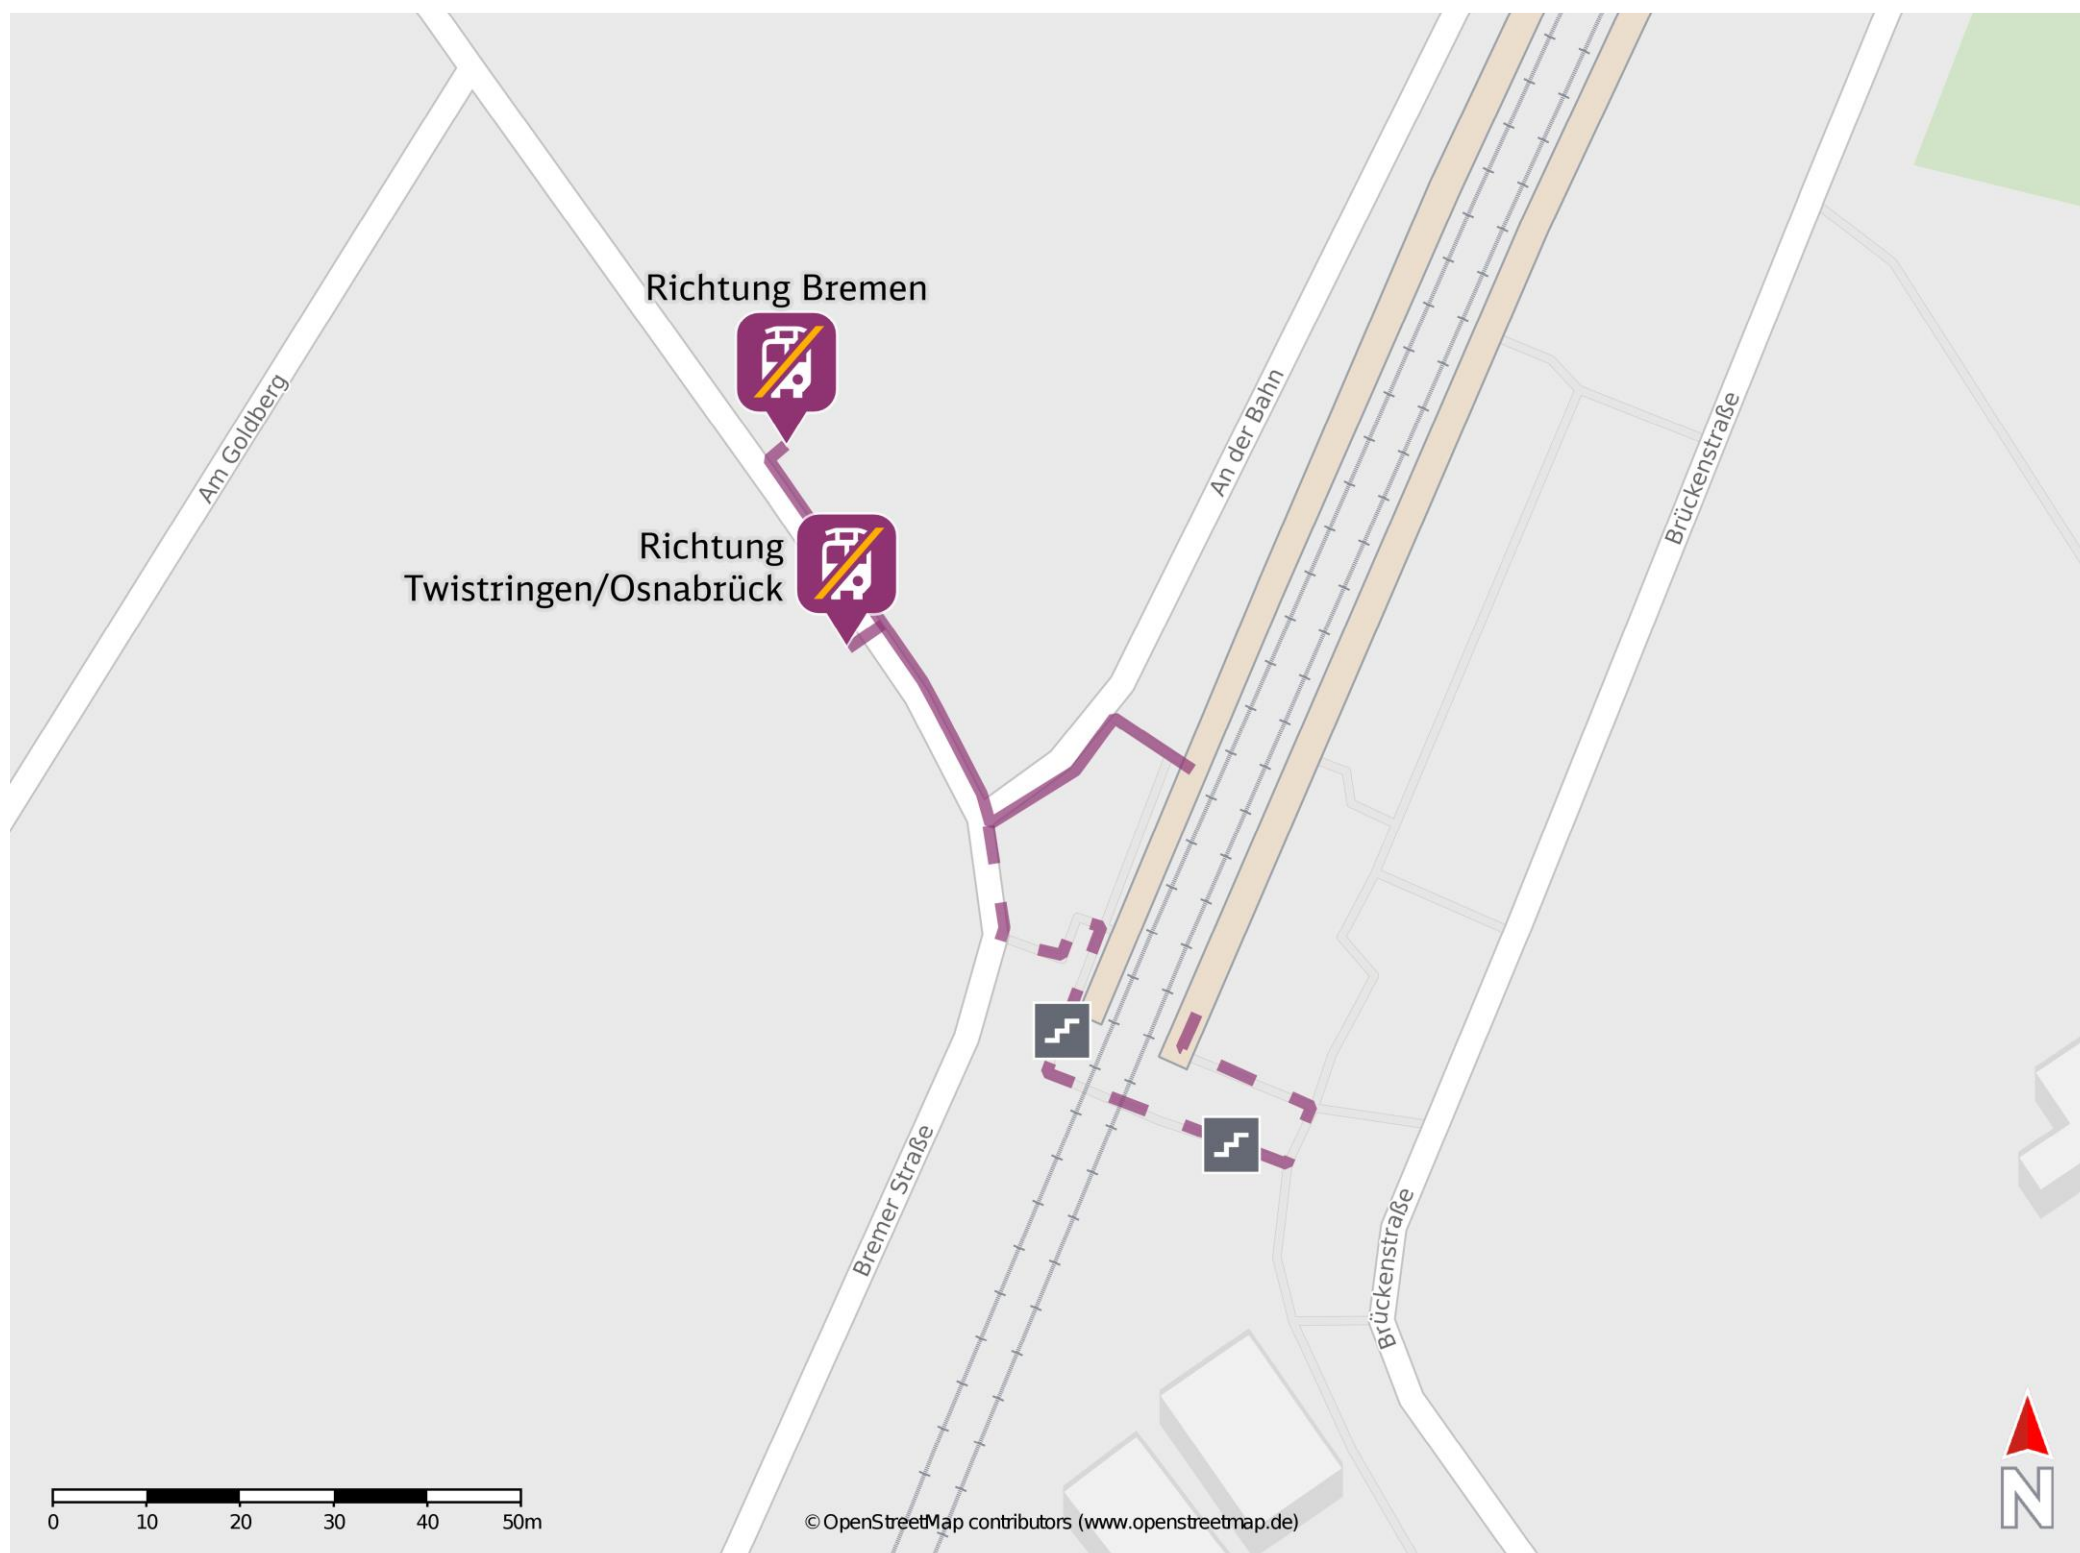 Richtung Bremen
Am Goldberg
An der Bahn
Brückenstraße
Richtung
Twistringen/Osnabrück
Bremer Straße
Brückenstraße
0 10 20 30 40 50m
© OpenStreetMap contributors (www.openstreetmap.de)
N